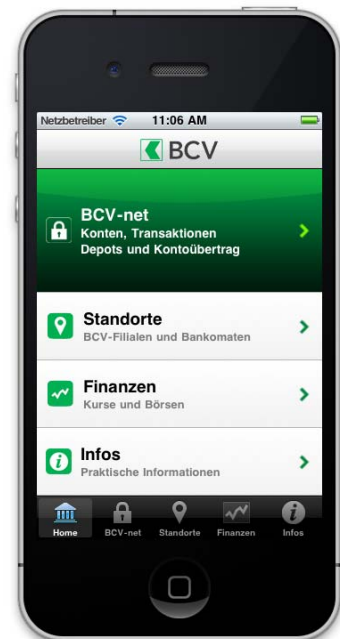 Netzbetreiber 11:06 AM
BCV
BCV-net
Konten, Transaktionen
Depots und Kontoübertrag
Standorte
BCV-Filialen und Bankomaten
Finanzen
Kurse und Börsen
Infos
Praktische Informationen
Home BCV-net Standorte Finanzen Infos